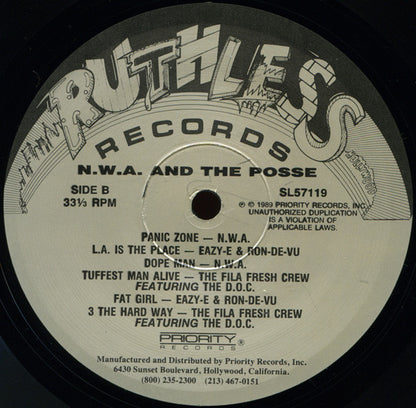 RUTHLESS
RECORDS
N.W.A. AND THE POSSE
SIDE B
33⅓ RPM
SL57119
℗ © 1989 PRIORITY RECORDS, INC.
UNAUTHORIZED DUPLICATION
IS A VIOLATION OF
APPLICABLE LAWS.
PANIC ZONE — N.W.A.
L.A. IS THE PLACE — EAZY-E & RON-DE-VU
DOPE MAN — N.W.A.
TUFFEST MAN ALIVE — THE FILA FRESH CREW
FEATURING THE D.O.C.
FAT GIRL — EAZY-E & RON-DE-VU
3 THE HARD WAY — THE FILA FRESH CREW
FEATURING THE D.O.C.
PRIORITY
RECORDS ®
Manufactured and Distributed by Priority Records, Inc.
6430 Sunset Boulevard, Hollywood, California.
(800) 235-2300 (213) 467-0151